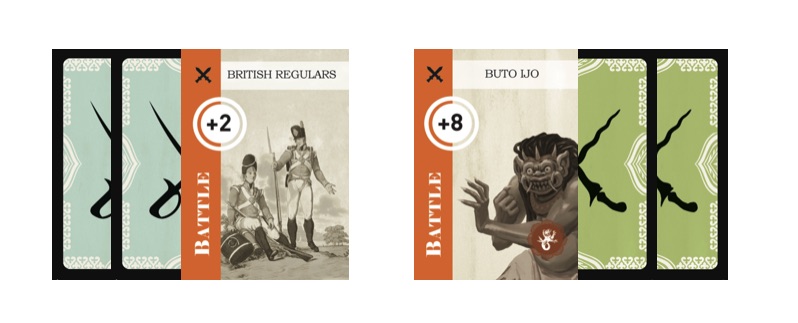 BRITISH REGULARS
+2
BATTLE
BUTO IJO
+8
BATTLE